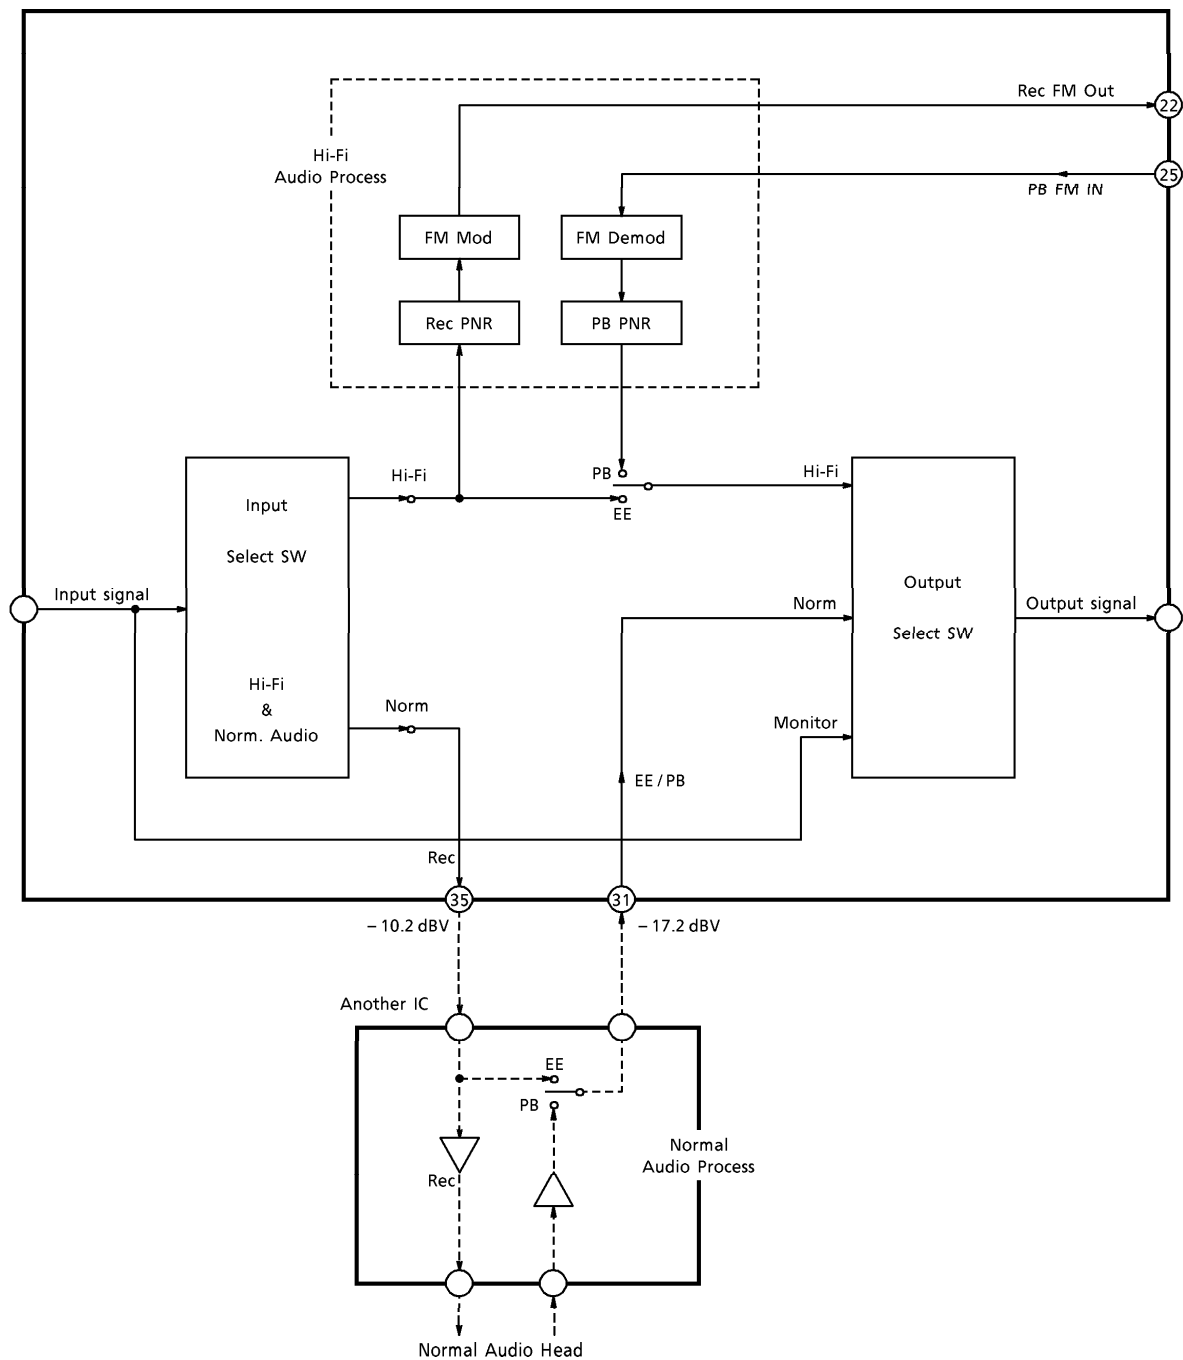 Rec FM Out
22
Hi-Fi
Audio Process
25
PB FM IN
FM Mod
FM Demod
Rec PNR
PB PNR
Hi-Fi
PB
Hi-Fi
EE
Input
Select SW
Hi-Fi
&
Norm. Audio
Output
Select SW
Input signal
Norm
Output signal
Norm
Monitor
EE / PB
Rec
35
31
– 10.2 dBV
– 17.2 dBV
Another IC
EE
PB
Normal
Audio Process
Rec
Normal Audio Head